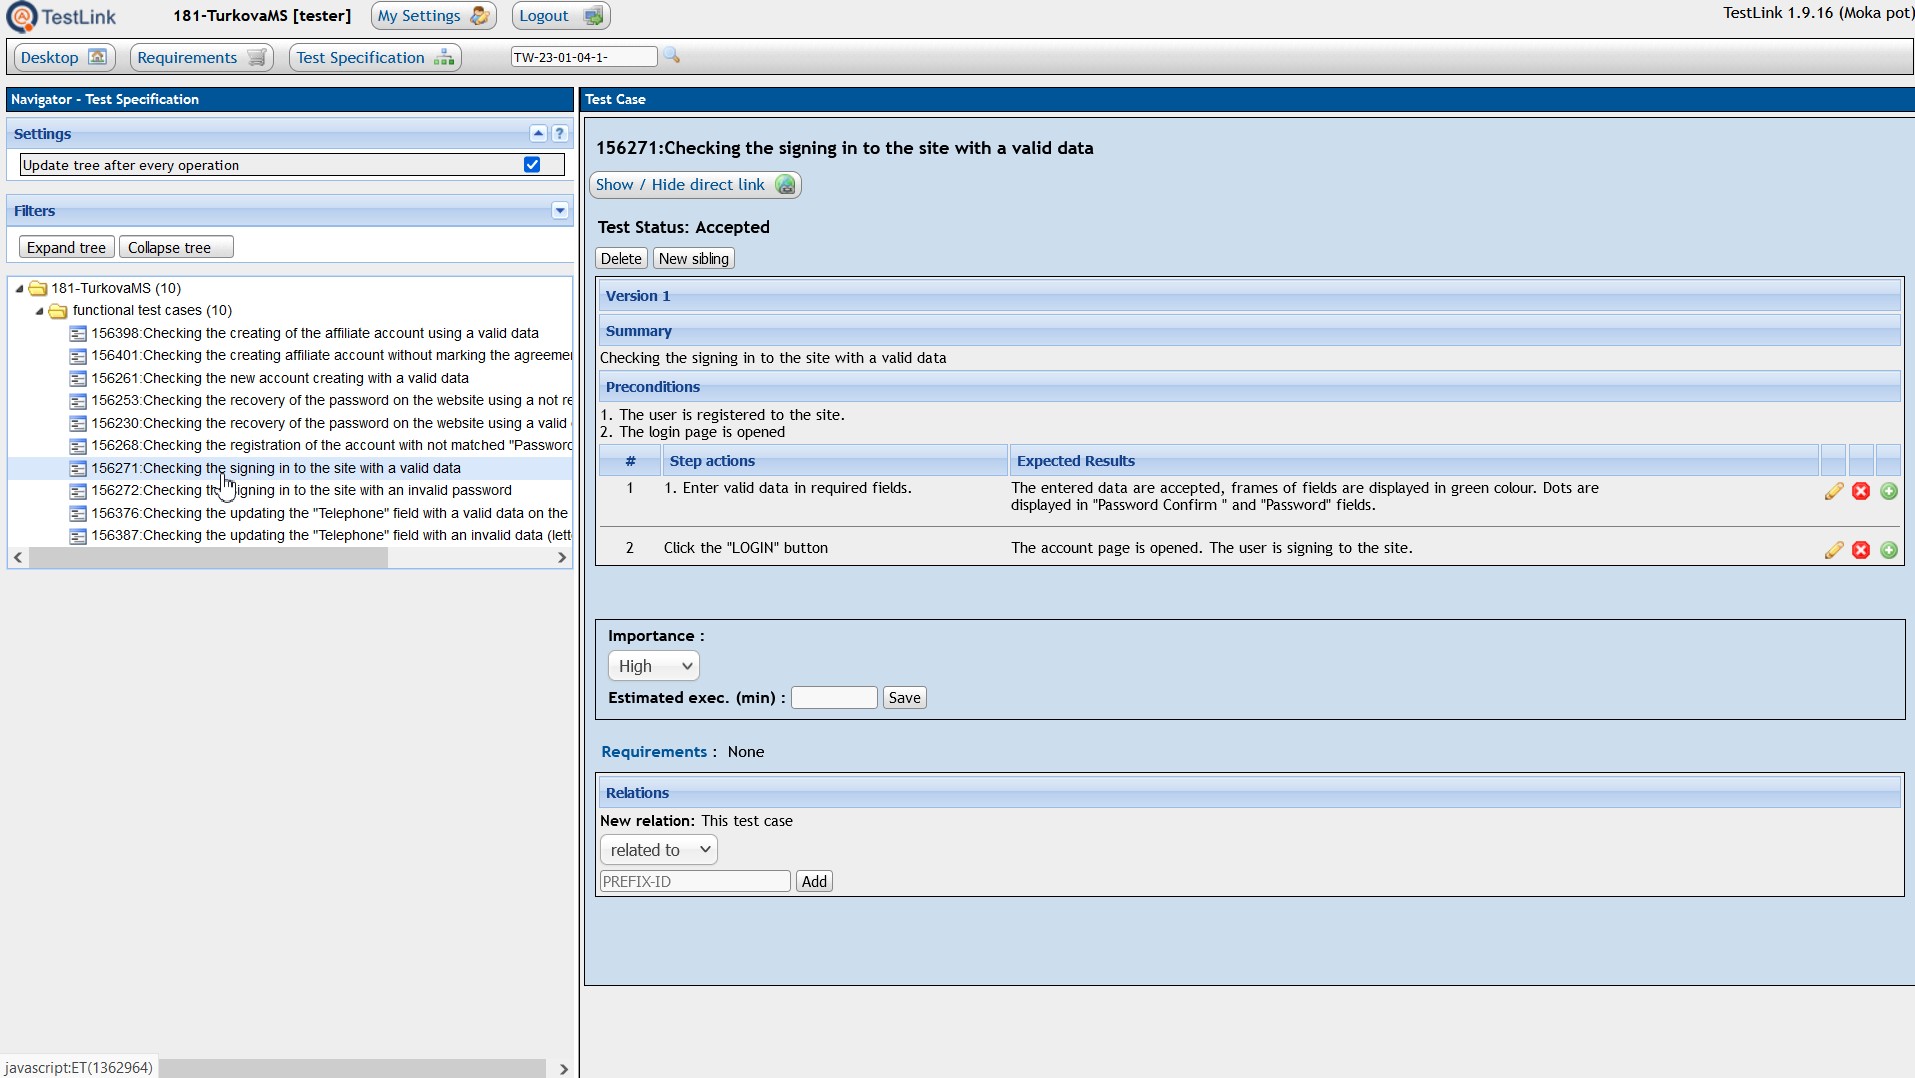 TestLink
181-TurkovaMS [tester]
My Settings
Logout
TestLink 1.9.16 (Moka pot)
Desktop
Requirements
Test Specification
TW-23-01-04-1-
Navigator - Test Specification
Settings
?
Update tree after every operation
Filters
Expand tree
Collapse tree
181-TurkovaMS (10)
functional test cases (10)
156398:Checking the creating of the affiliate account using a valid data
156401:Checking the creating affiliate account without marking the agreemen
156261:Checking the new account creating with a valid data
156253:Checking the recovery of the password on the website using a not re
156230:Checking the recovery of the password on the website using a valid
156268:Checking the registration of the account with not matched "Password
156271:Checking the signing in to the site with a valid data
156272:Checking the signing in to the site with an invalid password
156376:Checking the updating the "Telephone" field with a valid data on the
156387:Checking the updating the "Telephone" field with an invalid data (lett
javascript:ET(1362964)
Test Case
156271:Checking the signing in to the site with a valid data
Show / Hide direct link
Test Status: Accepted
Delete
New sibling
Version 1
Summary
Checking the signing in to the site with a valid data
Preconditions
1. The user is registered to the site.
2. The login page is opened
# Step actions Expected Results
1 1. Enter valid data in required fields. The entered data are accepted, frames of fields are displayed in green colour. Dots are
displayed in "Password Confirm " and "Password" fields.
2 Click the "LOGIN" button The account page is opened. The user is signing to the site.
Importance :
High
Estimated exec. (min) :
Save
Requirements : None
Relations
New relation: This test case
related to
PREFIX-ID
Add